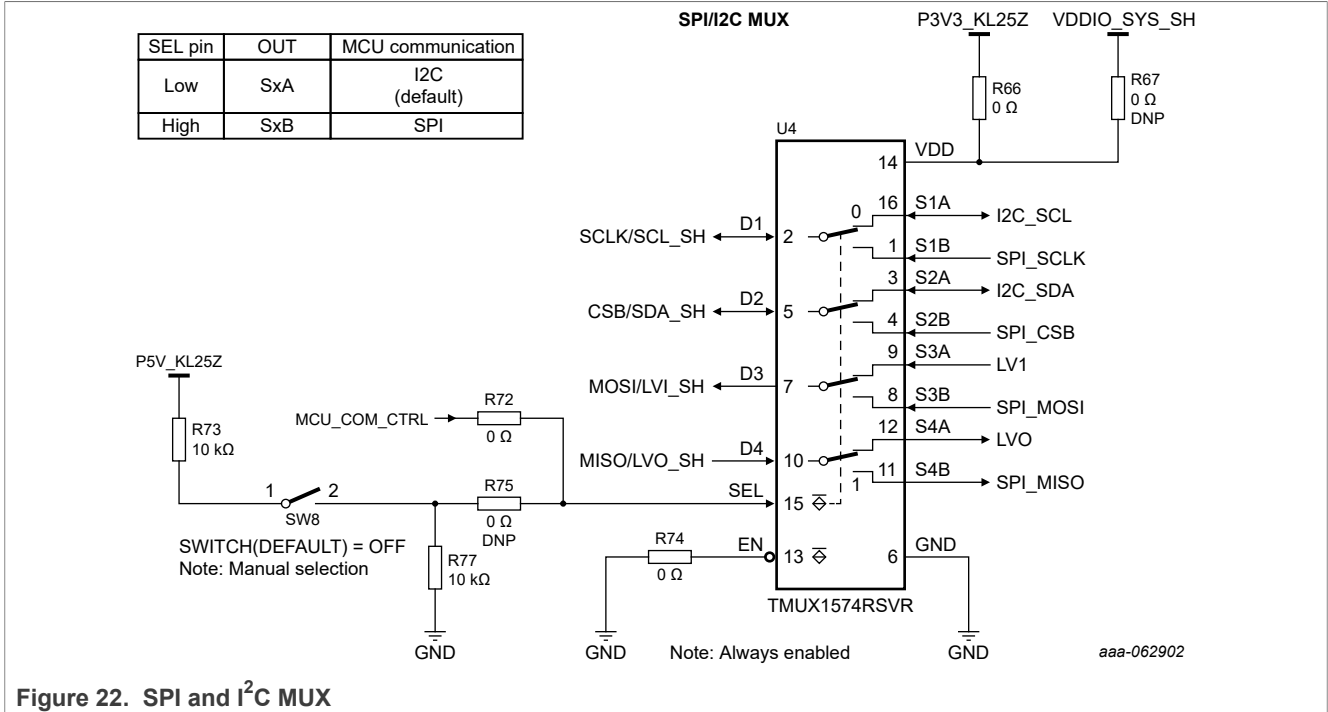 SPI/I2C MUX
P3V3_KL25Z
VDDIO_SYS_SH
SEL pin OUT MCU communication
Low SxA I2C
(default)
High SxB SPI
R66
0 Ω
R67
0 Ω
DNP
U4
14 VDD
SCLK/SCL_SH D1 2
0 16 S1A I2C_SCL
1 S1B SPI_SCLK
CSB/SDA_SH D2 5
3 S2A I2C_SDA
4 S2B SPI_CSB
MOSI/LVI_SH D3 7
9 S3A LV1
8 S3B SPI_MOSI
MISO/LVO_SH D4 10
12 S4A LVO
1 11 S4B SPI_MISO
P5V_KL25Z
R73
10 kΩ
MCU_COM_CTRL
R72
0 Ω
1 2
SW8
SWITCH(DEFAULT) = OFF
Note: Manual selection
R75
0 Ω
DNP
SEL 15
R77
10 kΩ
GND
R74
0 Ω
EN 13
6 GND
TMUX1574RSVR
GND
Note: Always enabled
GND
aaa-062902
Figure 22. SPI and I²C MUX